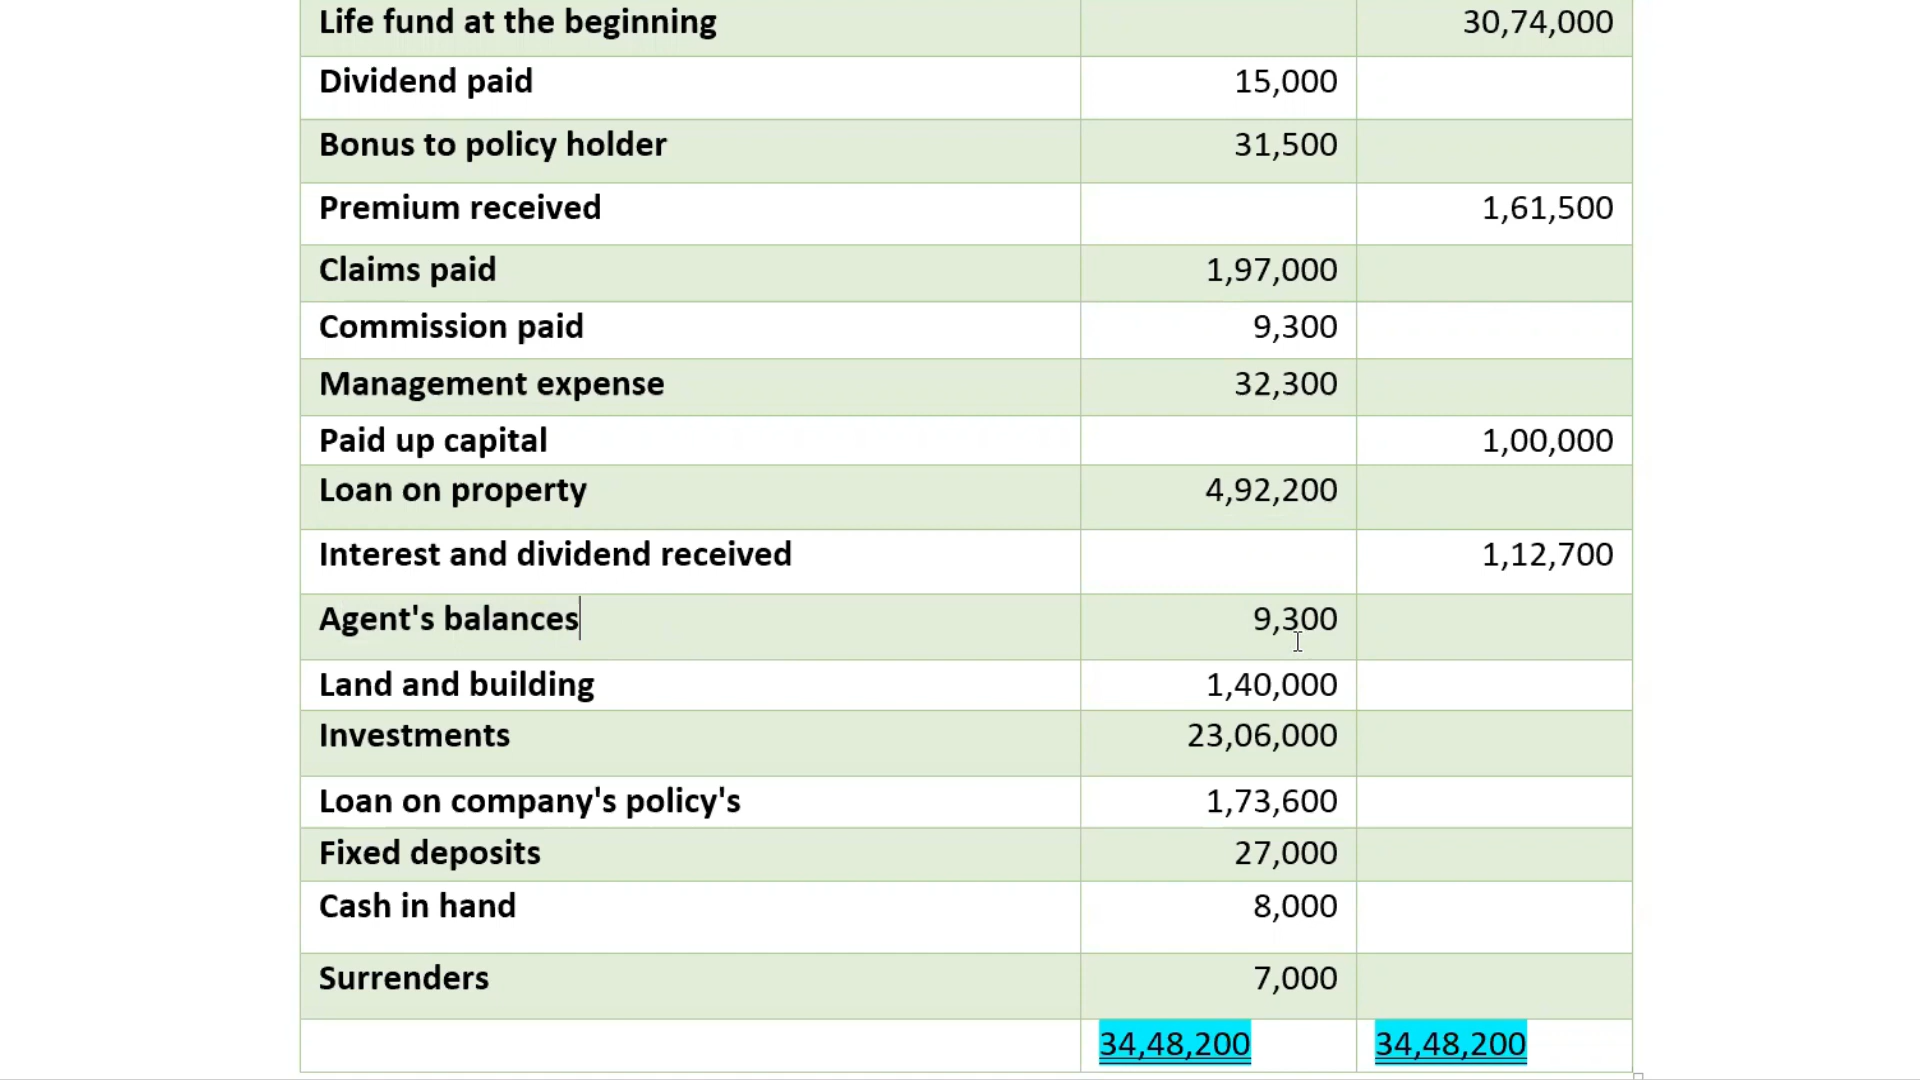 Life fund at the beginning 30,74,000
Dividend paid 15,000
Bonus to policy holder 31,500
Premium received 1,61,500
Claims paid 1,97,000
Commission paid 9,300
Management expense 32,300
Paid up capital 1,00,000
Loan on property 4,92,200
Interest and dividend received 1,12,700
Agent's balances 9,300
Land and building 1,40,000
Investments 23,06,000
Loan on company's policy's 1,73,600
Fixed deposits 27,000
Cash in hand 8,000
Surrenders 7,000
34,48,200 34,48,200